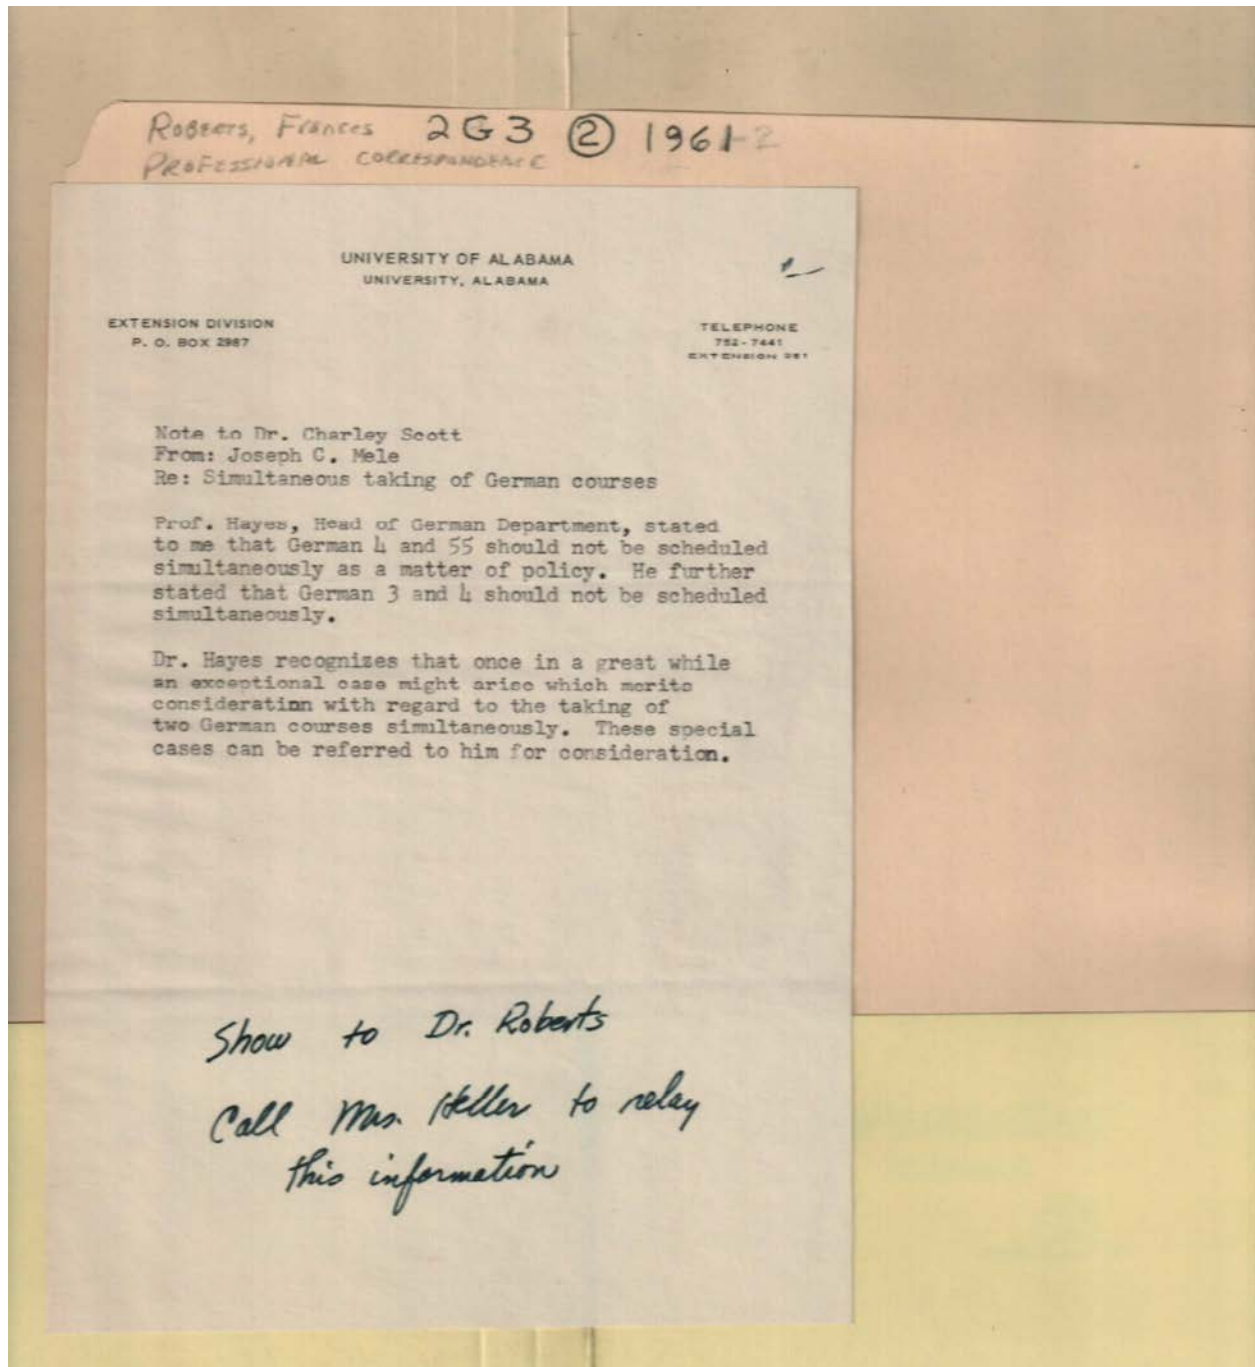 Roberts, Frances 2G3 2 1961-2
PROFESSIONAL CORRESPONDENCE
UNIVERSITY OF ALABAMA
UNIVERSITY, ALABAMA
EXTENSION DIVISION
P. O. BOX 2987
TELEPHONE
752-7441
EXTENSION 251
Note to Dr. Charley Scott
From: Joseph C. Mele
Re: Simultaneous taking of German courses
Prof. Hayes, Head of German Department, stated
to me that German 4 and 55 should not be scheduled
simultaneously as a matter of policy. He further
stated that German 3 and 4 should not be scheduled
simultaneously.
Dr. Hayes recognizes that once in a great while
an exceptional case might arise which merits
consideration with regard to the taking of
two German courses simultaneously. These special
cases can be referred to him for consideration.
Show to Dr. Roberts
Call Mrs. Heller to relay
this information